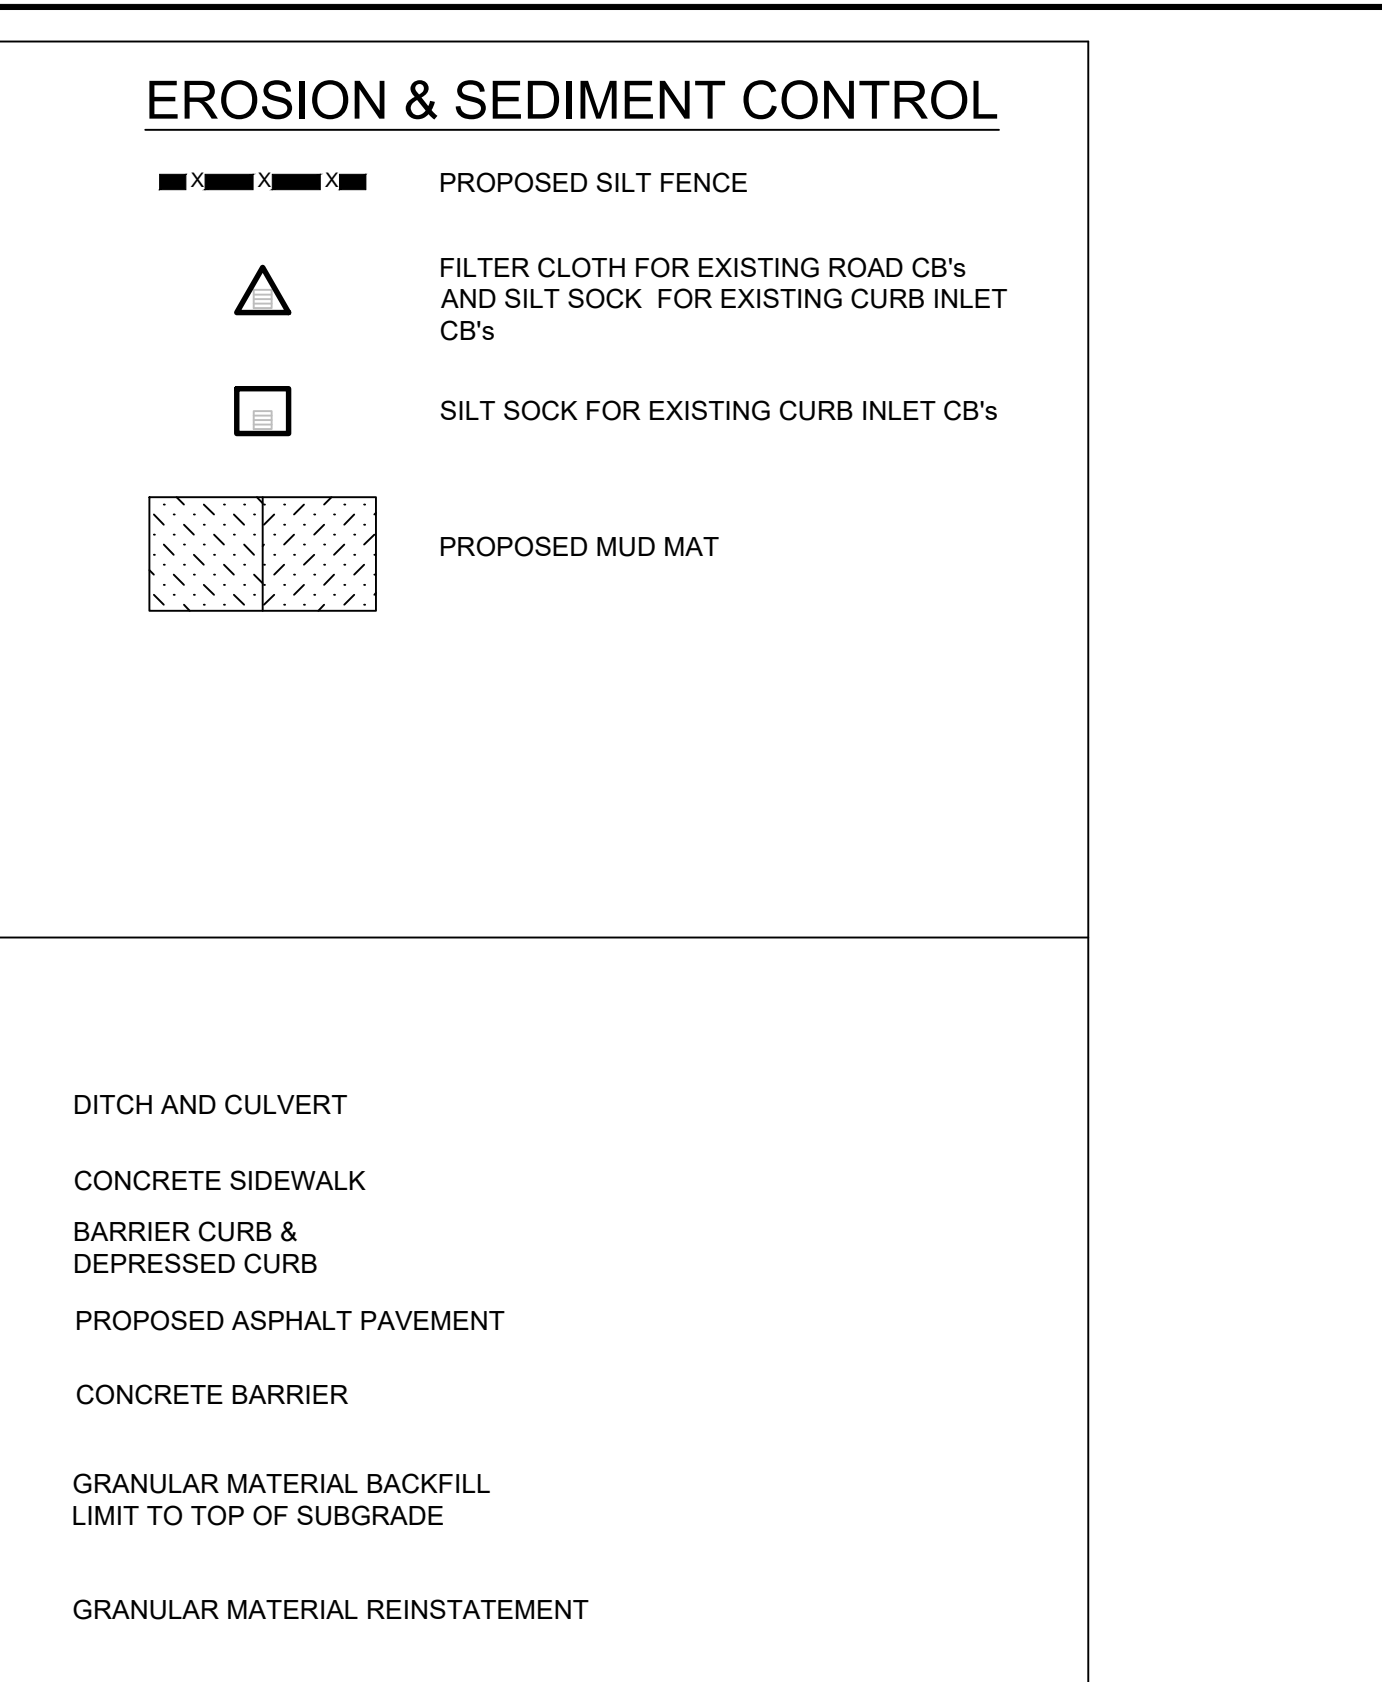 EROSION & SEDIMENT CONTROL
X X X PROPOSED SILT FENCE
FILTER CLOTH FOR EXISTING ROAD CB's
AND SILT SOCK  FOR EXISTING CURB INLET
CB's
SILT SOCK FOR EXISTING CURB INLET CB's
PROPOSED MUD MAT
DITCH AND CULVERT
CONCRETE SIDEWALK
BARRIER CURB &
DEPRESSED CURB
PROPOSED ASPHALT PAVEMENT
CONCRETE BARRIER
GRANULAR MATERIAL BACKFILL
LIMIT TO TOP OF SUBGRADE
GRANULAR MATERIAL REINSTATEMENT